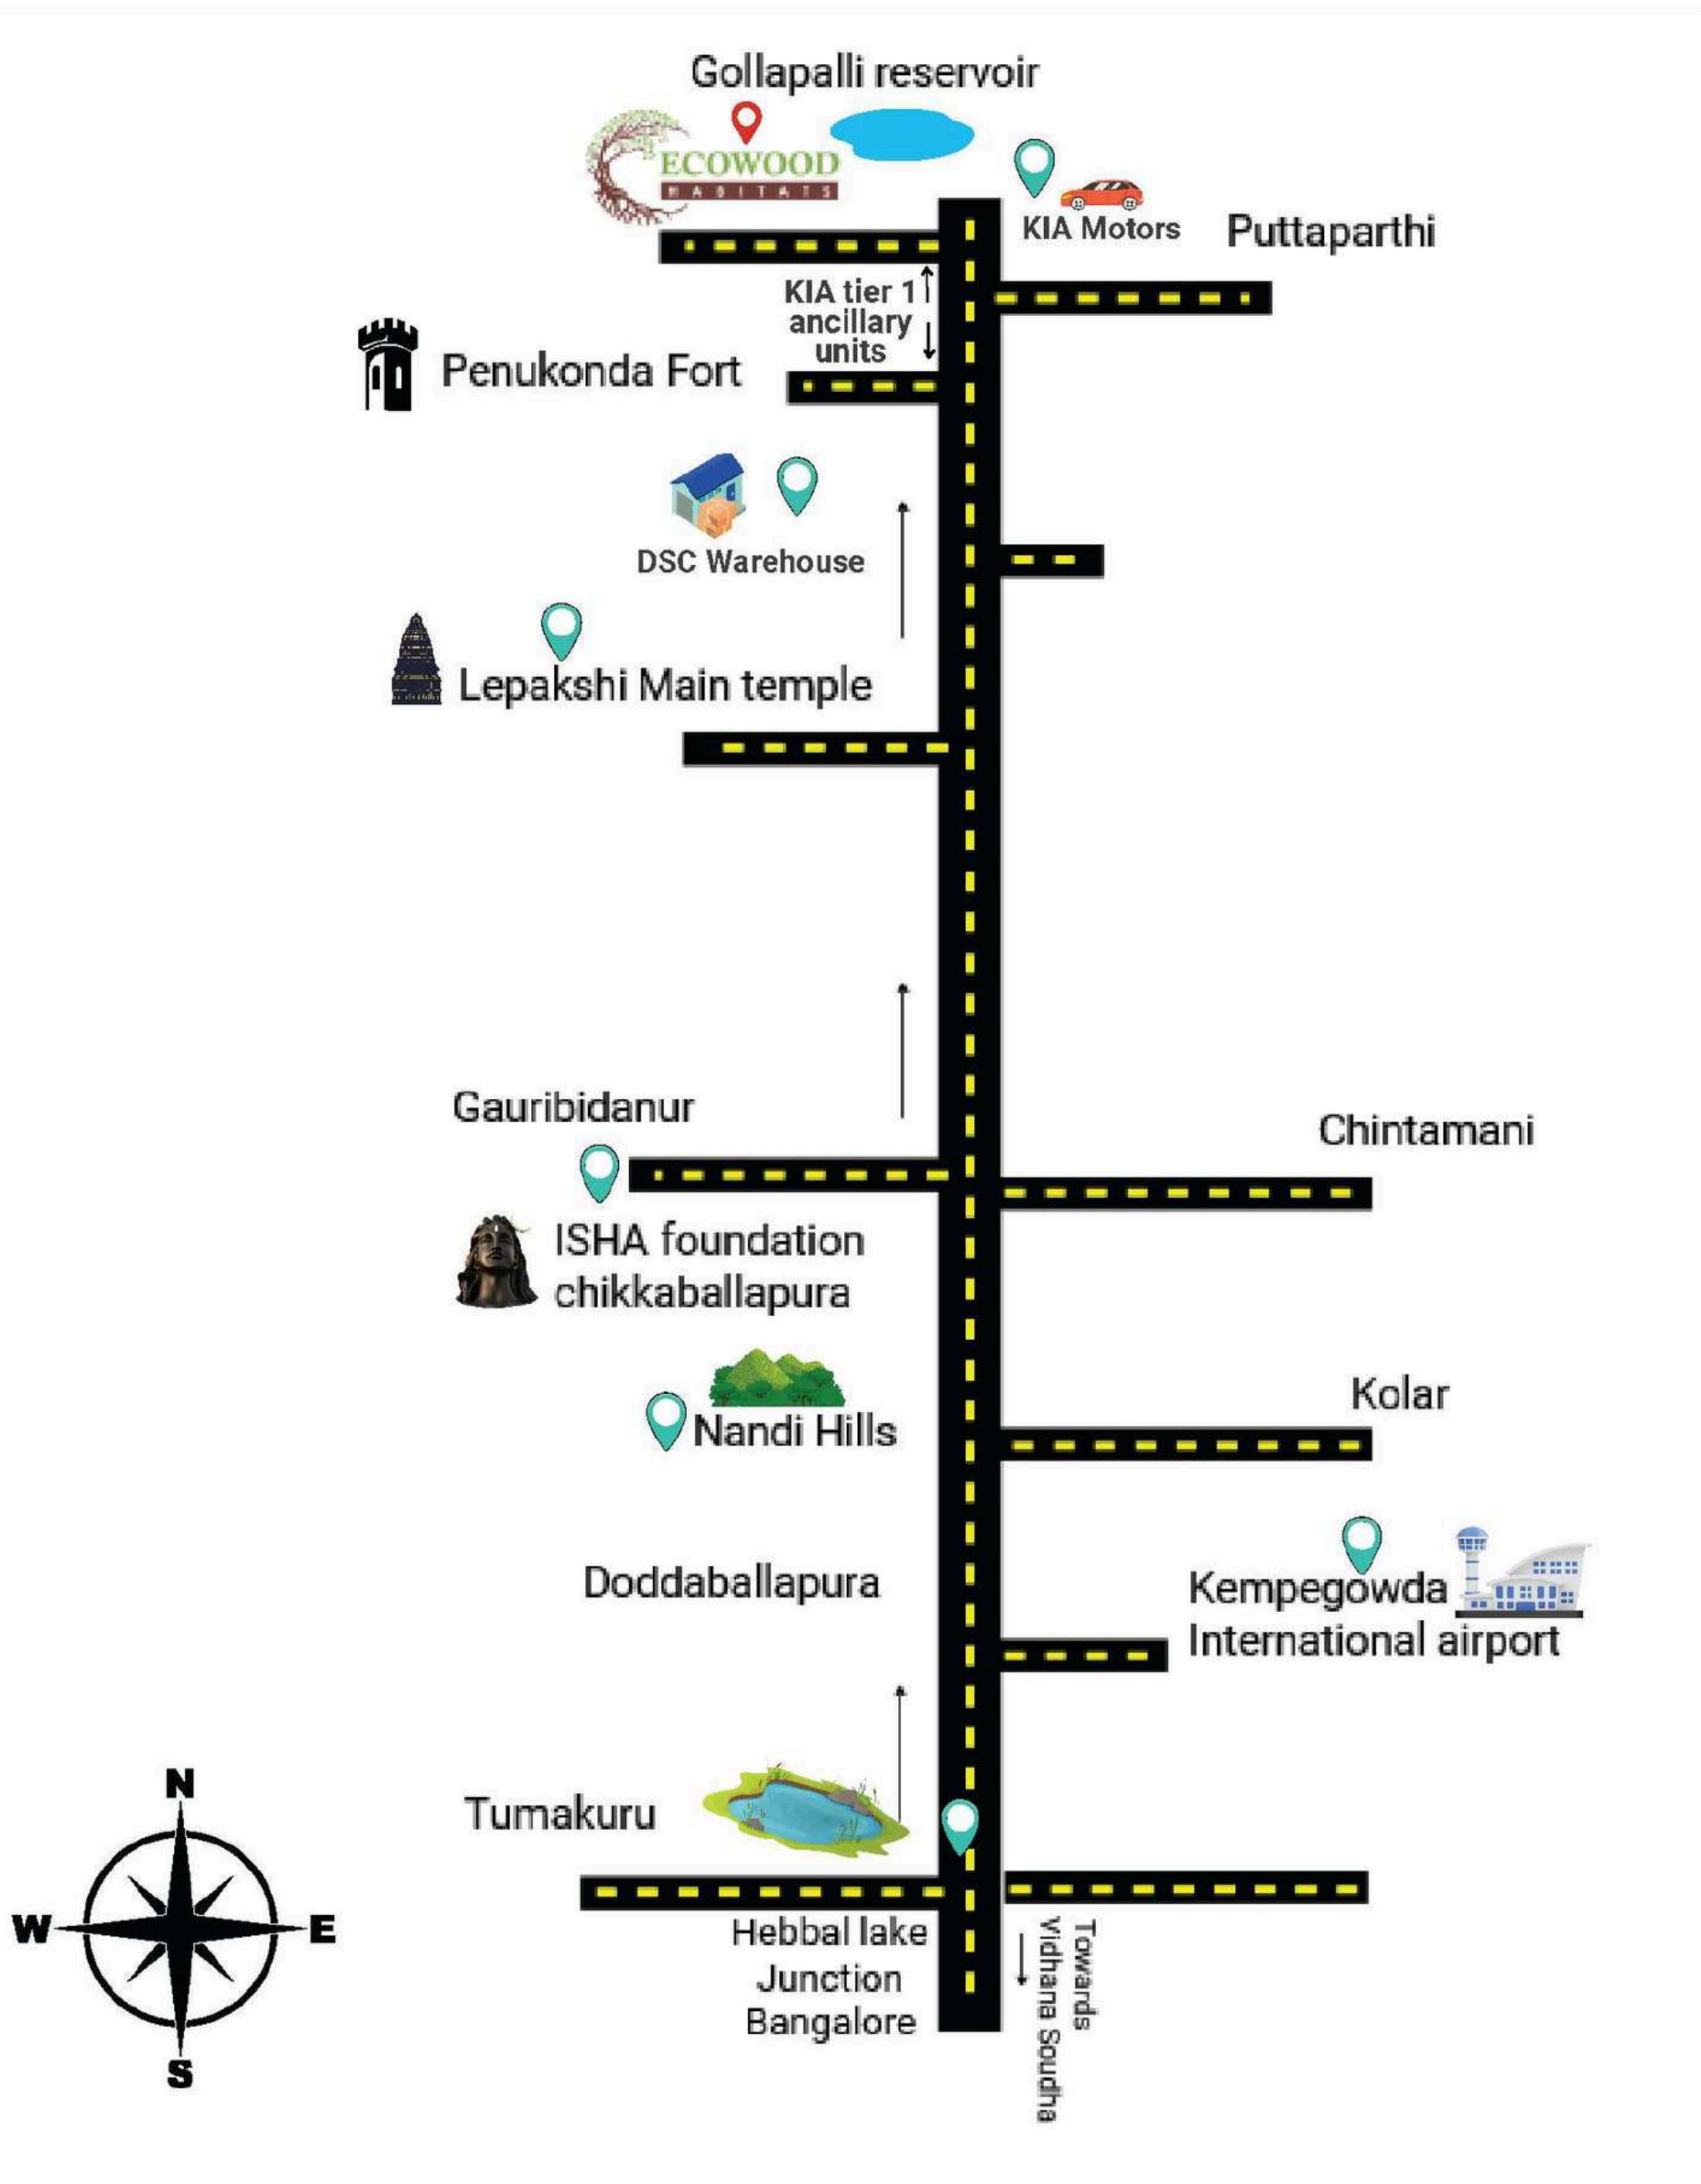 Gollapalli reservoir
ECOWOOD
HABITATS
KIA Motors
Puttaparthi
KIA tier 1
ancillary
units
Penukonda Fort
DSC Warehouse
Lepakshi Main temple
Gauribidanur
Chintamani
ISHA foundation
chikkaballapura
Kolar
Nandi Hills
Doddaballapura
Kempegowda
International airport
Tumakuru
N
W
E
S
Hebbal lake
Junction
Bangalore
Towards
Vidhana Soudha